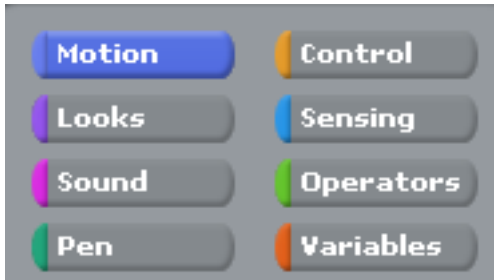 Motion Control
Looks Sensing
Sound Operators
Pen Variables